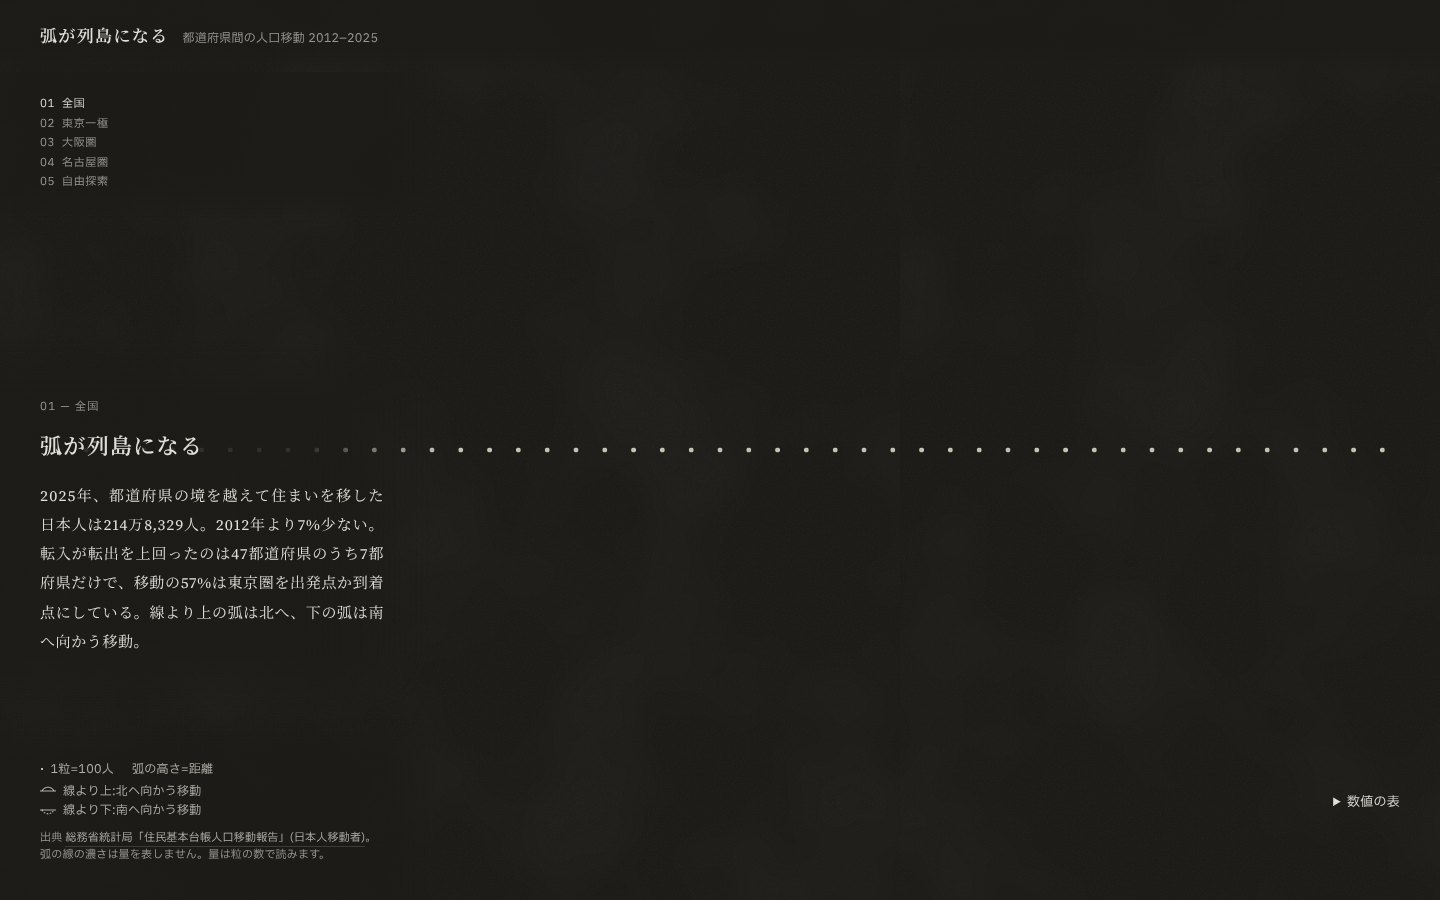 弧が列島になる 都道府県間の人口移動 2012–2025
01 全国
02 東京一極
03 大阪圏
04 名古屋圏
05 自由探索
01 — 全国
弧が列島になる
2025年、都道府県の境を越えて住まいを移した
日本人は214万8,329人。2012年より7%少ない。
転入が転出を上回ったのは47都道府県のうち7都
府県だけで、移動の57%は東京圏を出発点か到着
点にしている。線より上の弧は北へ、下の弧は南
へ向かう移動。
・1粒=100人 弧の高さ=距離
線より上:北へ向かう移動
線より下:南へ向かう移動
出典 総務省統計局「住民基本台帳人口移動報告」(日本人移動者)。
弧の線の濃さは量を表しません。量は粒の数で読みます。
▶ 数値の表